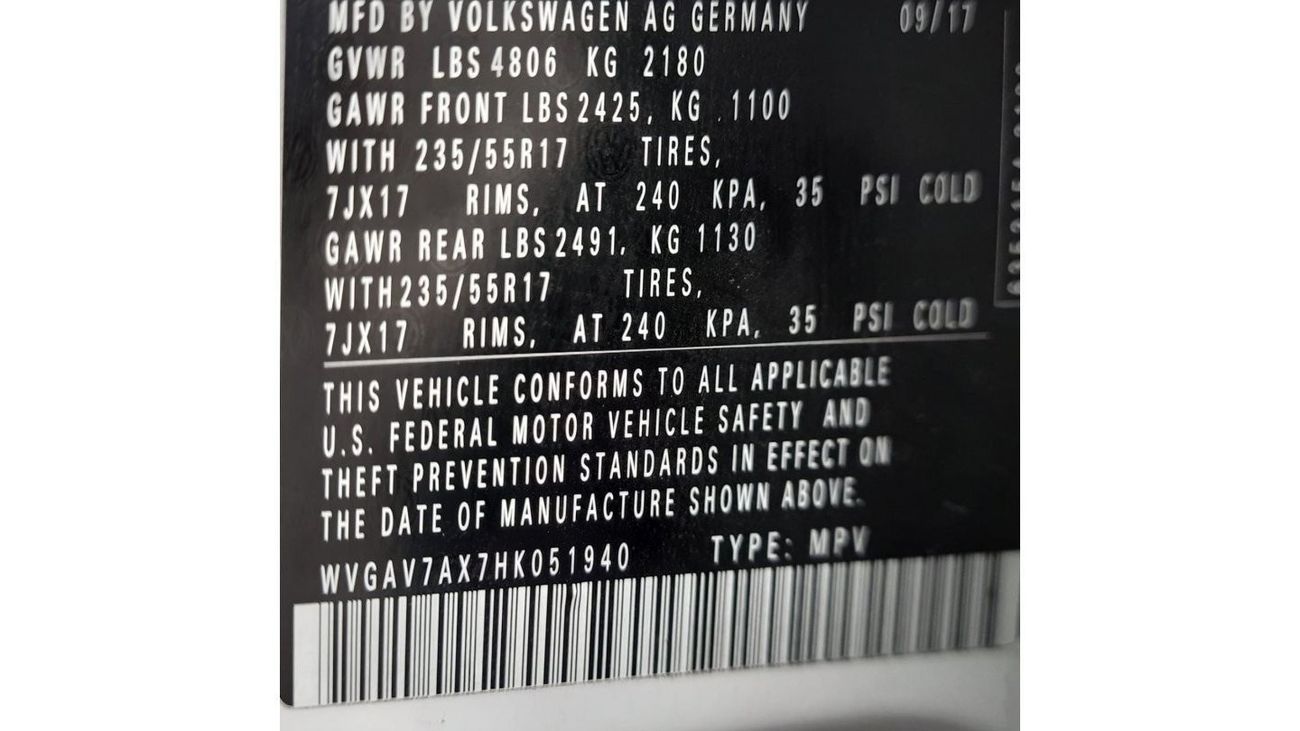 MFD BY VOLKSWAGEN AG GERMANY 09/17
GVWR LBS 4806 KG 2180
GAWR FRONT LBS 2425, KG 1100
WITH 235/55R17 TIRES,
7JX17 RIMS, AT 240 KPA, 35 PSI COLD
GAWR REAR LBS 2491, KG 1130
WITH 235/55R17 TIRES,
7JX17 RIMS, AT 240 KPA, 35 PSI COLD
THIS VEHICLE CONFORMS TO ALL APPLICABLE
U.S. FEDERAL MOTOR VEHICLE SAFETY AND
THEFT PREVENTION STANDARDS IN EFFECT ON
THE DATE OF MANUFACTURE SHOWN ABOVE.
WVGAV7AX7HK051940 TYPE: MPV